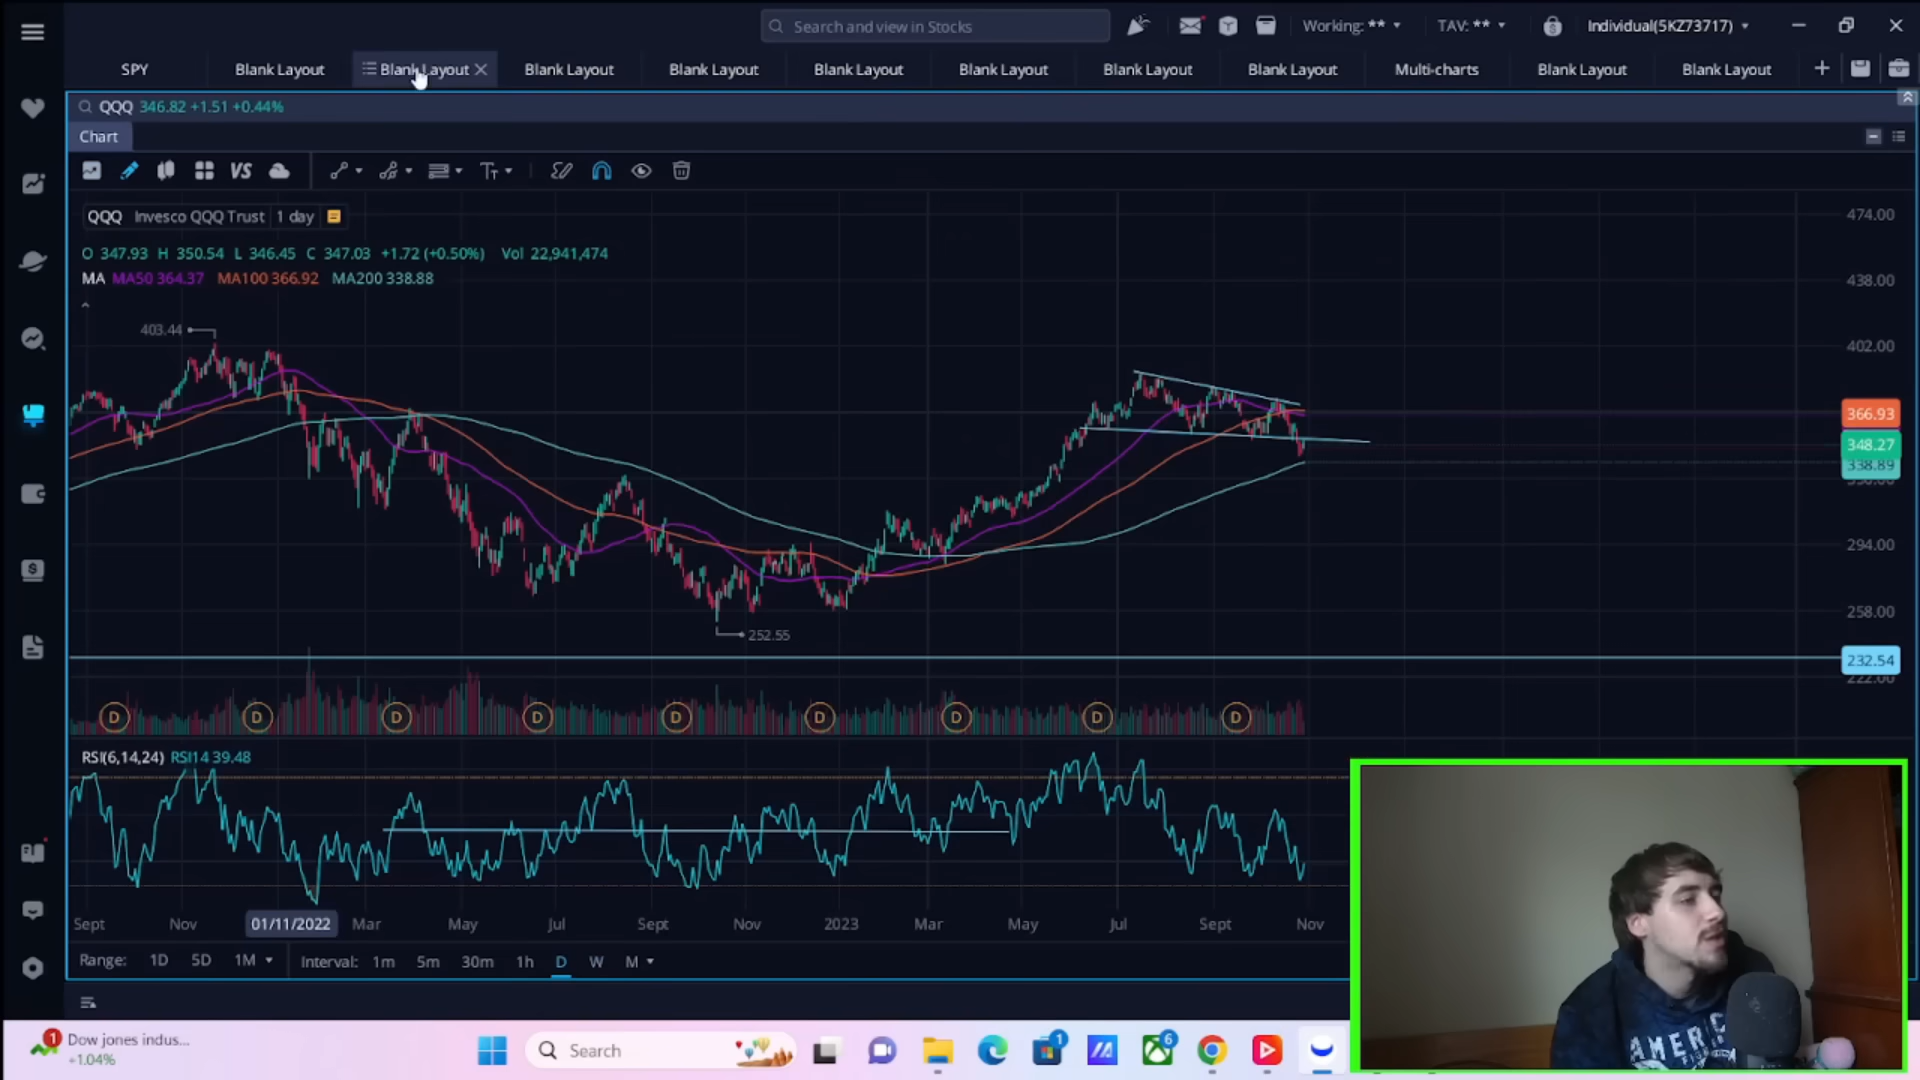 Search and view in Stocks
Working: **
TAV: **
Individual(5KZ73717)
SPY
Blank Layout
Blank Layout
Blank Layout
Blank Layout
Blank Layout
Blank Layout
Blank Layout
Blank Layout
Multi-charts
Blank Layout
Blank Layout
QQQ 346.82 +1.51 +0.44%
Chart
VS
QQQ Invesco QQQ Trust 1 day
O 347.93 H 350.54 L 346.45 C 347.03 +1.72 (+0.50%) Vol 22,941,474
MA MA50 364.37 MA100 366.92 MA200 338.88
474.00
438.00
402.00
366.93
348.27
338.89
294.00
258.00
232.54
222.00
403.44
252.55
D D D D D D D D D
RSI(6,14,24) RSI14 39.48
Sept Nov 01/11/2022 Mar May Jul Sept Nov 2023 Mar May Jul Sept Nov
Range: 1D 5D 1M Interval: 1m 5m 30m 1h D W M
1
Dow jones indus...
+1.04%
Search
1
6
AMERIC